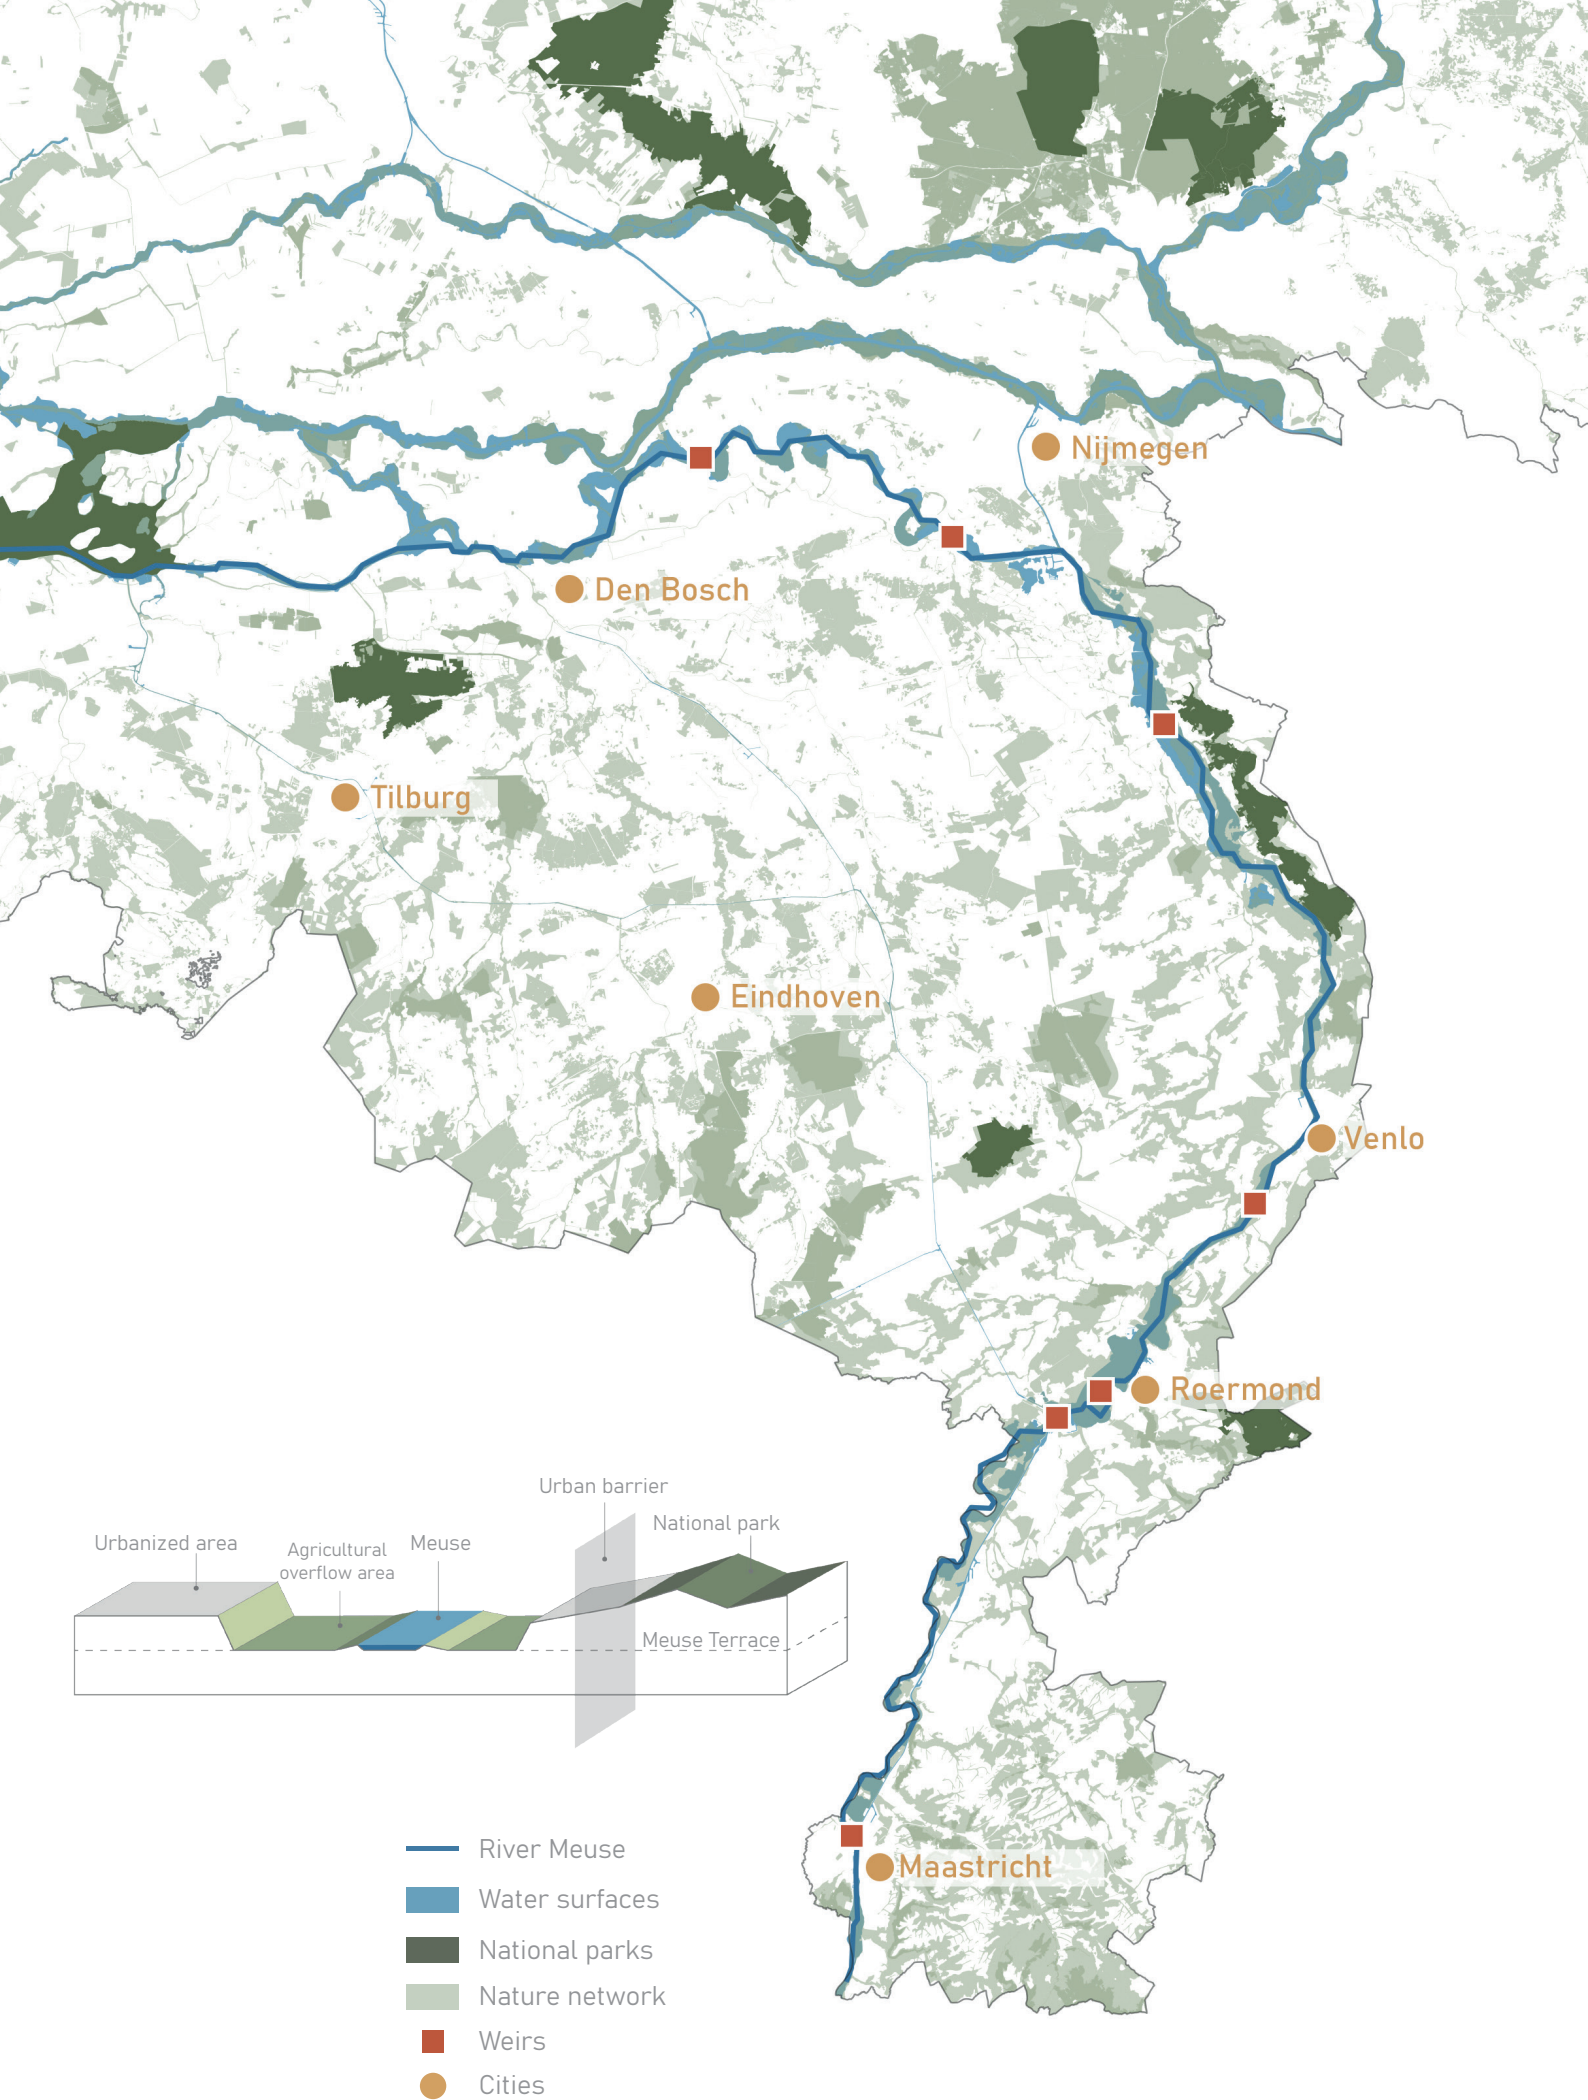 Nijmegen
Den Bosch
Tilburg
Eindhoven
Venlo
Roermond
Urban barrier
National park
Urbanized area
Agricultural
overflow area
Meuse
Meuse Terrace
River Meuse
Water surfaces
Maastricht
National parks
Nature network
Weirs
Cities